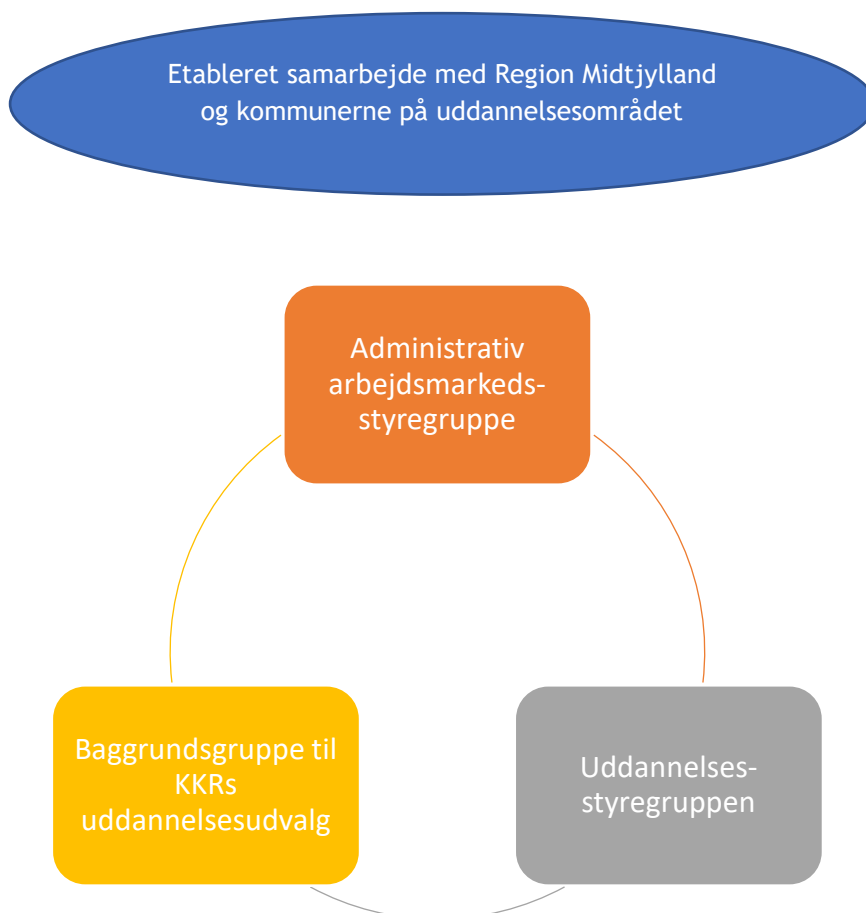 Etableret samarbejde med Region Midtjylland
og kommunerne på uddannelsesområdet
Administrativ
arbejdsmarkeds-
styregruppe
Baggrundsgruppe til
KKRs
uddannelsesudvalg
Uddannelses-
styregruppen